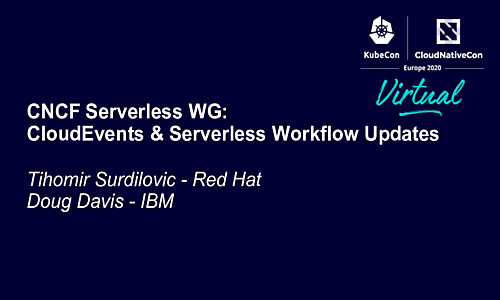 KubeCon
CloudNativeCon
Europe 2020
Virtual
CNCF Serverless WG:
CloudEvents & Serverless Workflow Updates
Tihomir Surdilovic - Red Hat
Doug Davis - IBM